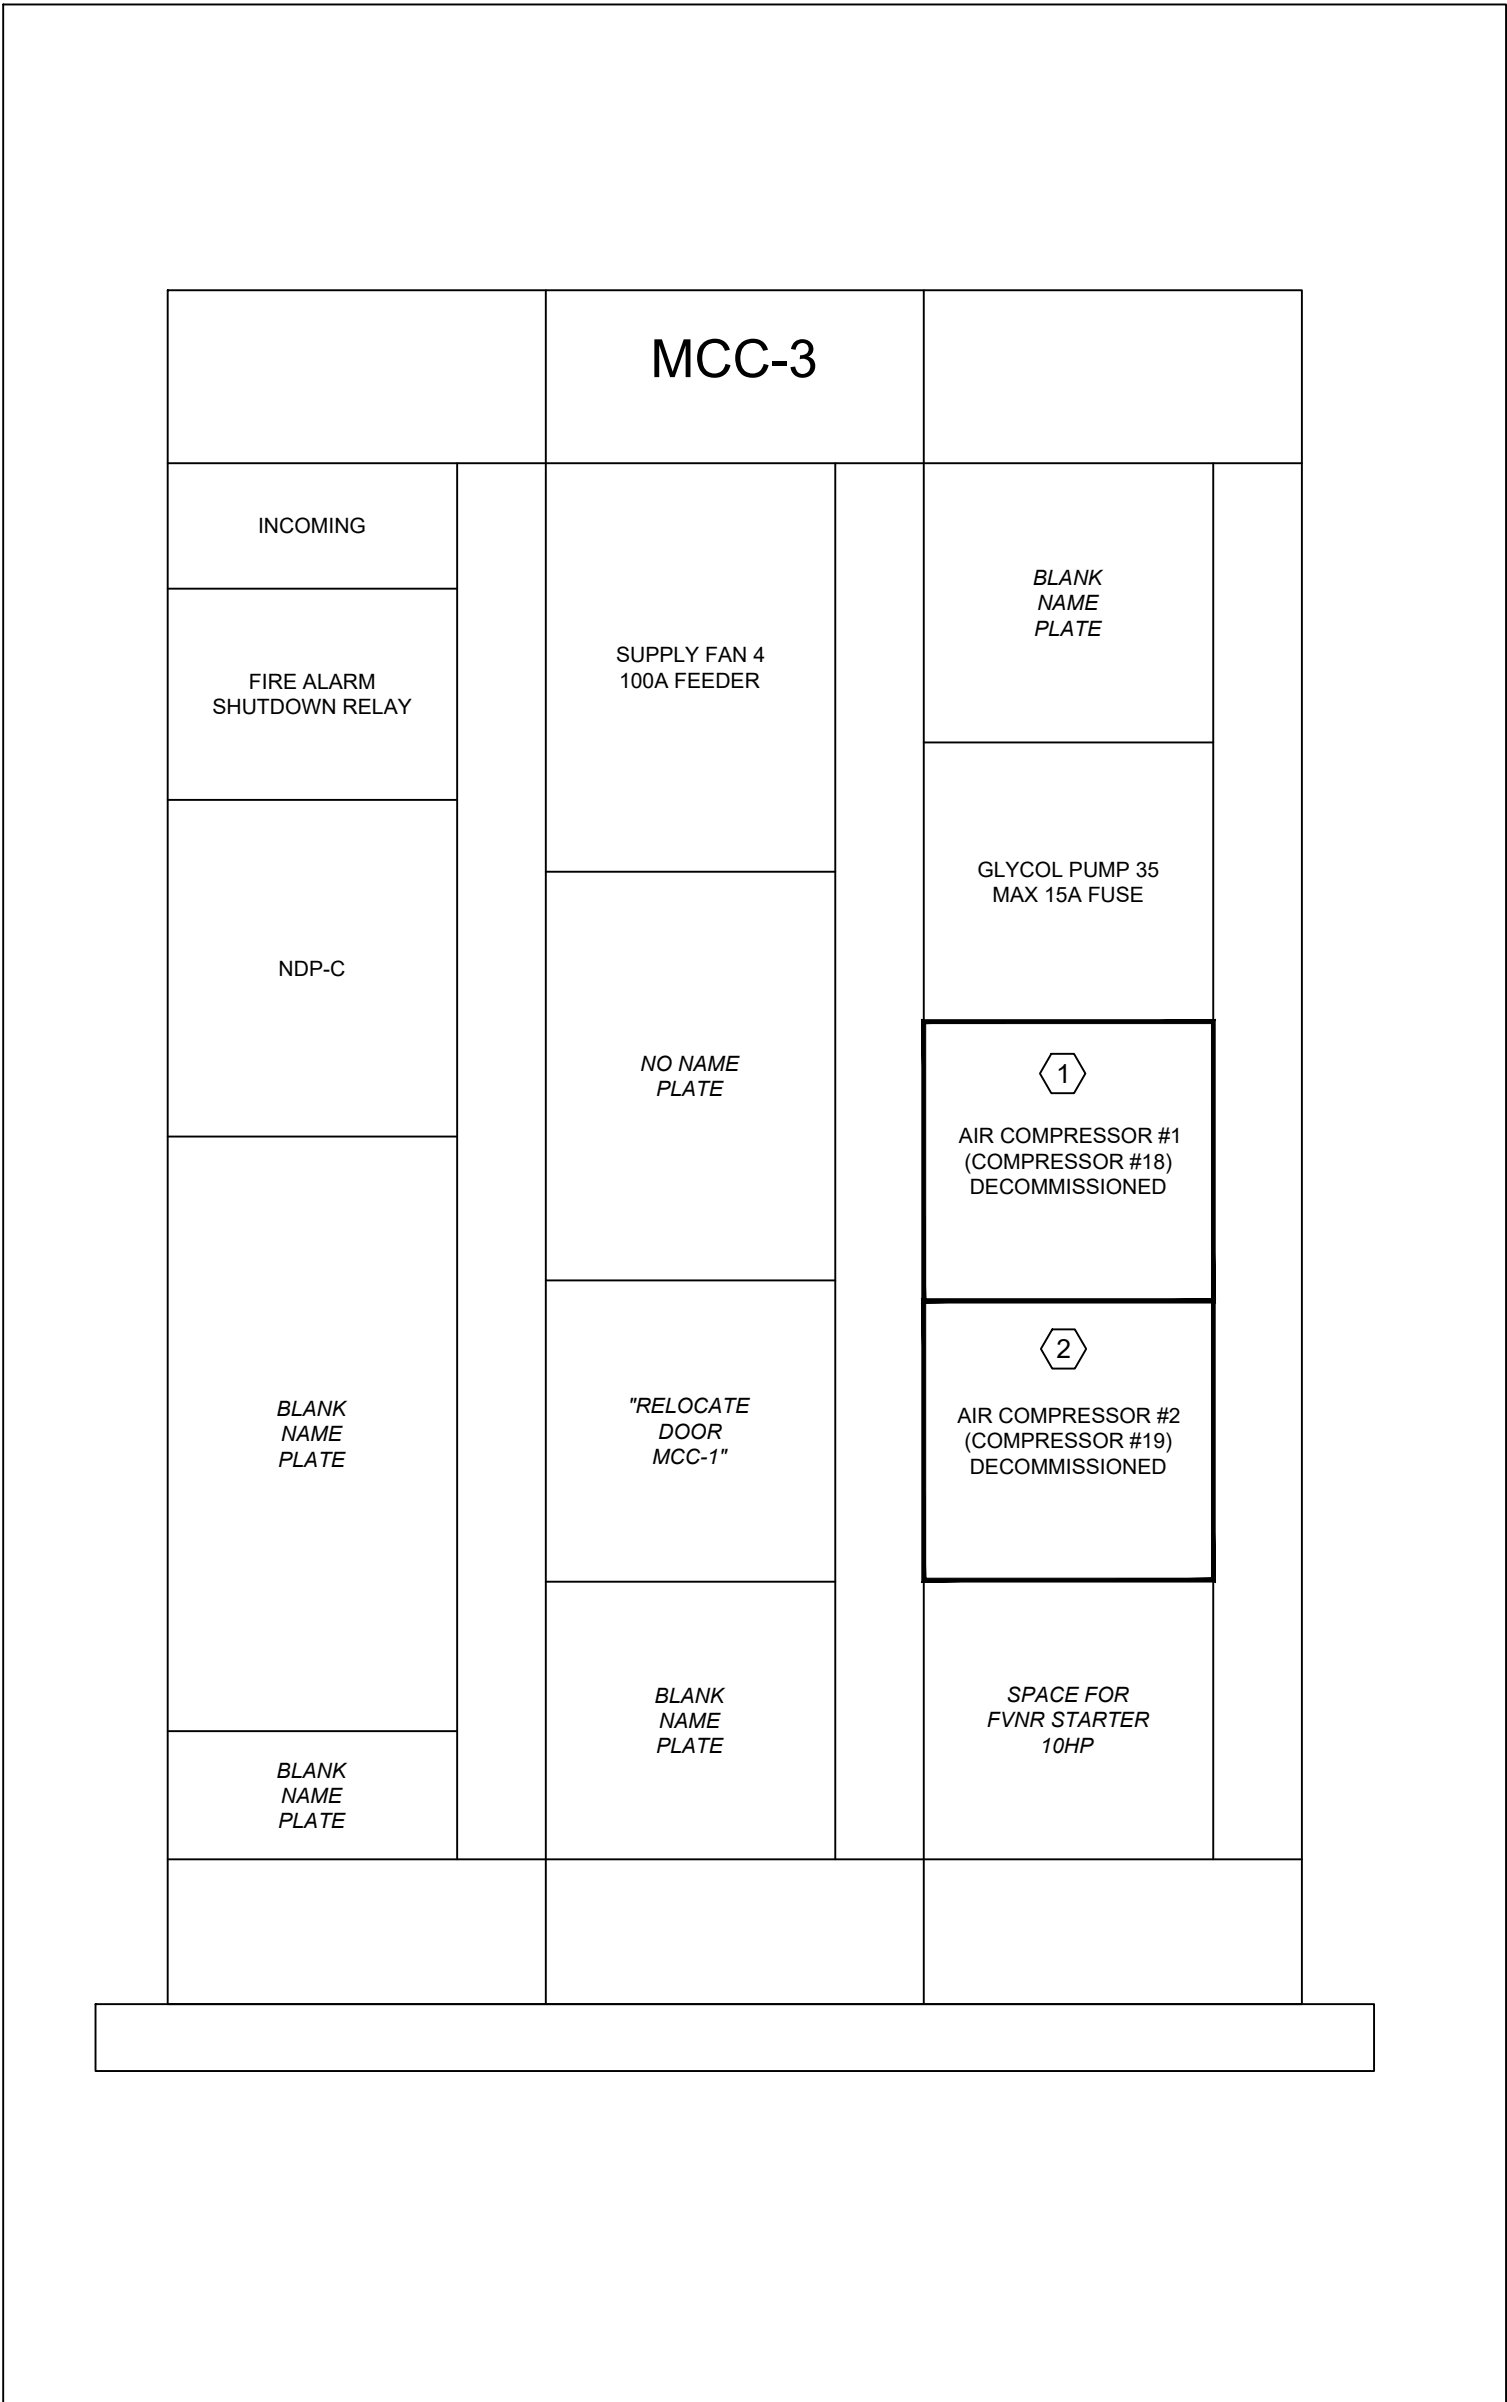 MCC-3
INCOMING
FIRE ALARM
SHUTDOWN RELAY
NDP-C
BLANK
NAME
PLATE
BLANK
NAME
PLATE
SUPPLY FAN 4
100A FEEDER
NO NAME
PLATE
"RELOCATE
DOOR
MCC-1"
BLANK
NAME
PLATE
BLANK
NAME
PLATE
GLYCOL PUMP 35
MAX 15A FUSE
1
AIR COMPRESSOR #1
(COMPRESSOR #18)
DECOMMISSIONED
2
AIR COMPRESSOR #2
(COMPRESSOR #19)
DECOMMISSIONED
SPACE FOR
FVNR STARTER
10HP